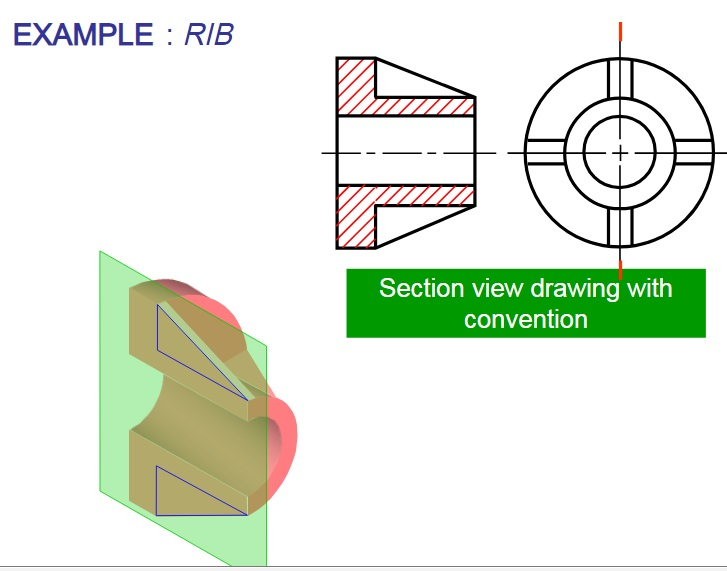 EXAMPLE : RIB
Section view drawing with
convention